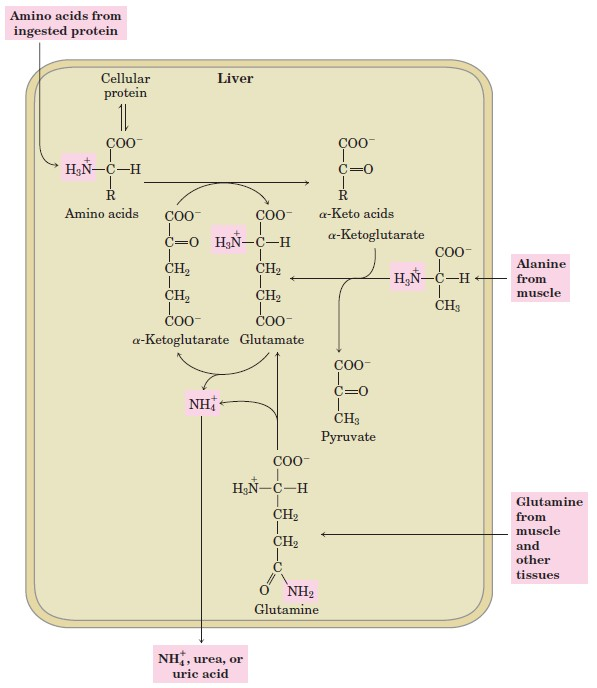 Amino acids from
ingested protein
Cellular
protein
Liver
COO⁻
H₃N⁺—C—H
R
Amino acids
COO⁻
C=O
R
α-Keto acids
COO⁻
C=O
CH₂
CH₂
COO⁻
α-Ketoglutarate
COO⁻
H₃N⁺—C—H
CH₂
CH₂
COO⁻
Glutamate
α-Ketoglutarate
COO⁻
H₃N⁺—C—H
CH₃
Alanine
from
muscle
COO⁻
C=O
CH₃
Pyruvate
NH₄⁺
COO⁻
H₃N⁺—C—H
CH₂
CH₂
C
O
NH₂
Glutamine
Glutamine
from
muscle
and
other
tissues
NH₄⁺, urea, or
uric acid